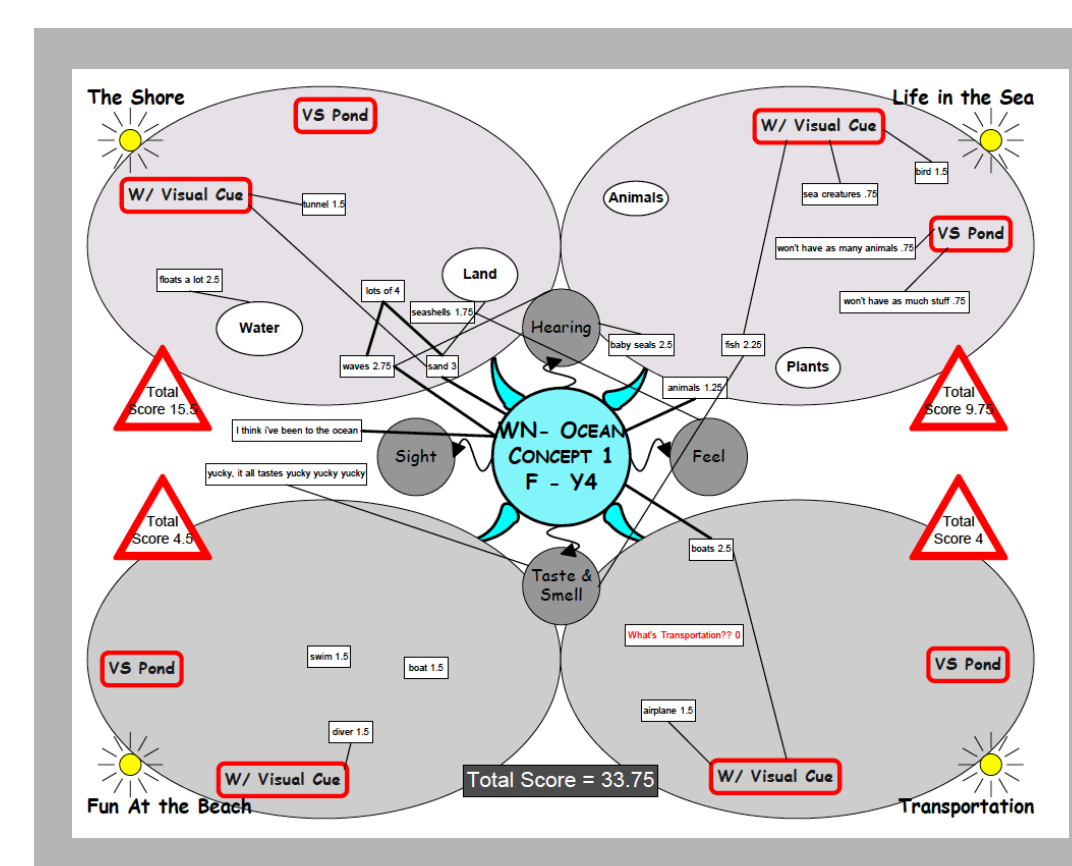 The Shore
Life in the Sea
VS Pond
W/ Visual Cue
bird 1.5
W/ Visual Cue
tunnel 1.5
sea creatures .75
Animals
VS Pond
won't have as many animals .75
Land
floats a lot 2.5
lots of 4
seashells 1.75
won't have as much stuff .75
Water
Hearing
baby seals 2.5
fish 2.25
waves 2.75
sand 3
Plants
animals 1.25
Total
Score 15.5
Total
Score 9.75
I think i've been to the ocean
WN- Ocean
Concept 1
F - Y4
Sight
Feel
yucky, it all tastes yucky yucky yucky
Total
Score 4.5
Total
Score 4
boats 2.5
Taste &
Smell
What's Transportation?? 0
swim 1.5
boat 1.5
VS Pond
VS Pond
airplane 1.5
diver 1.5
W/ Visual Cue
Total Score = 33.75
W/ Visual Cue
Fun At the Beach
Transportation